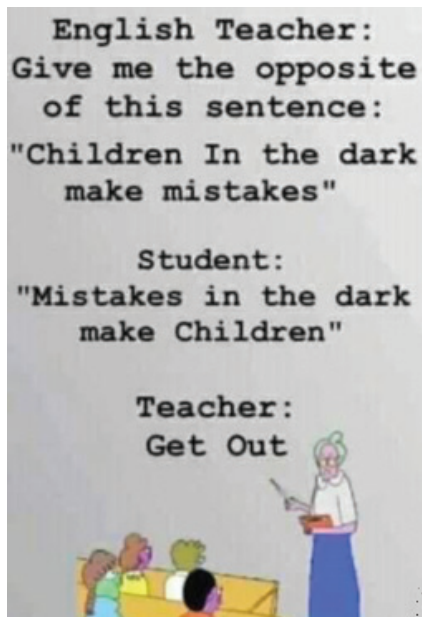 English Teacher:
Give me the opposite
of this sentence:
"Children In the dark
make mistakes"
Student:
"Mistakes in the dark
make Children"
Teacher:
Get Out